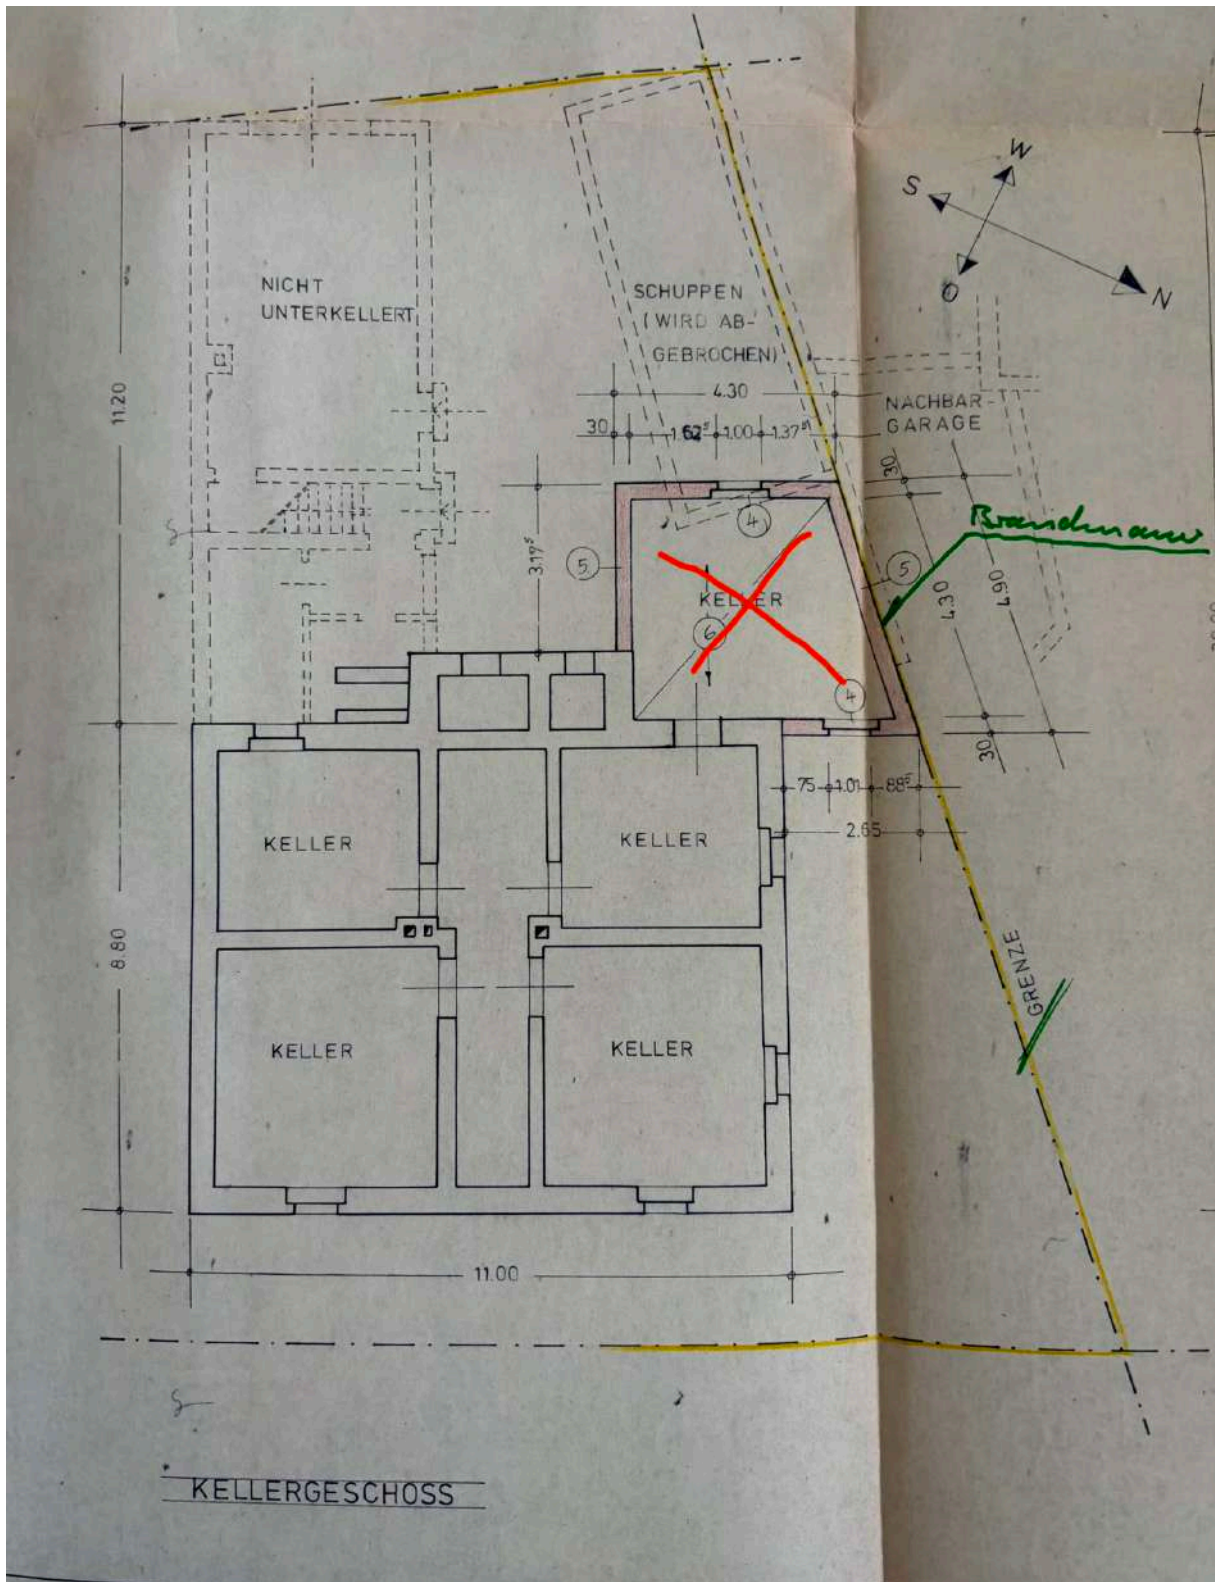 W
S
O
N
NICHT
UNTERKELLERT
SCHUPPEN
(WIRD AB-
GEBROCHEN)
4.30
30
1.00
1.37⁵
NACHBAR-
GARAGE
11.20
30
4
Brandmauer
3.19⁵
5
5
KELLER
4.30
4.90
6
4
30
75
1.01
88⁵
2.65
KELLER
KELLER
8.80
GRENZE
KELLER
KELLER
11.00
KELLERGESCHOSS